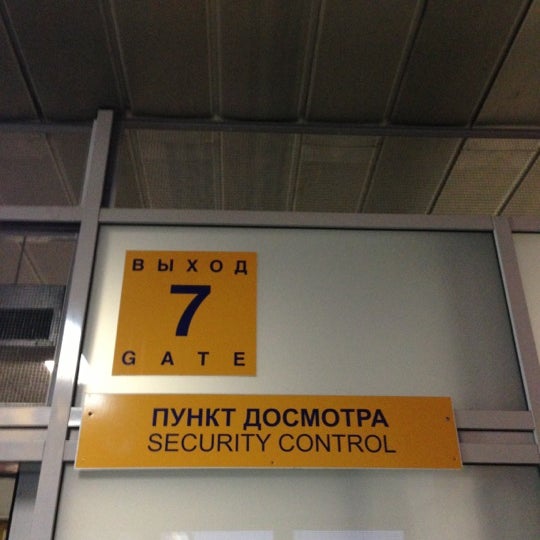 ВЫХОД
7
GATE
ПУНКТ ДОСМОТРА
SECURITY CONTROL